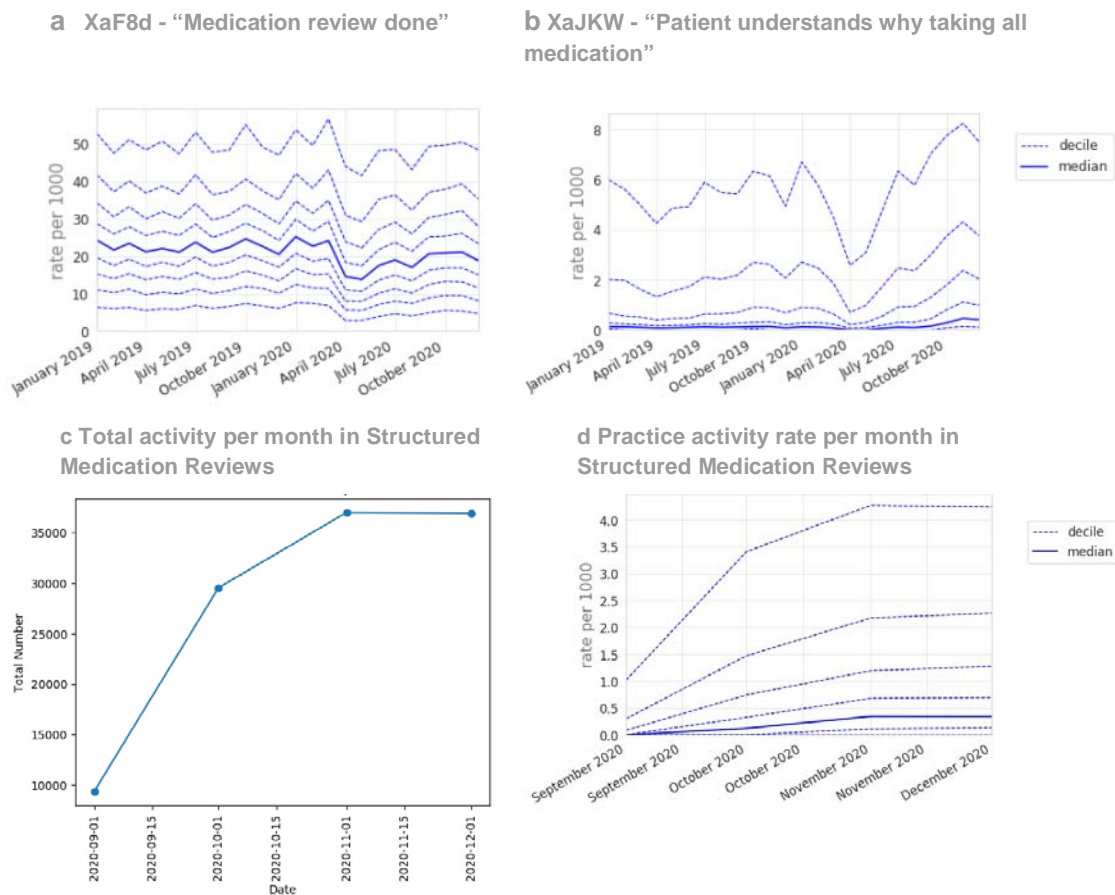 a XaF8d - “Medication review done”
b XaJKW - “Patient understands why taking all
medication”
rate per 1000
50
40
30
20
10
0
January 2019
April 2019
July 2019
October 2019
January 2020
April 2020
July 2020
October 2020
rate per 1000
8
6
4
2
0
January 2019
April 2019
July 2019
October 2019
January 2020
April 2020
July 2020
October 2020
decile
median
c Total activity per month in Structured
Medication Reviews
d Practice activity rate per month in
Structured Medication Reviews
Total Number
35000
30000
25000
20000
15000
10000
2020-09-01
2020-09-15
2020-10-01
2020-10-15
2020-11-01
2020-11-15
2020-12-01
Date
rate per 1000
4.0
3.5
3.0
2.5
2.0
1.5
1.0
0.5
0.0
September 2020
September 2020
October 2020
October 2020
November 2020
November 2020
December 2020
decile
median